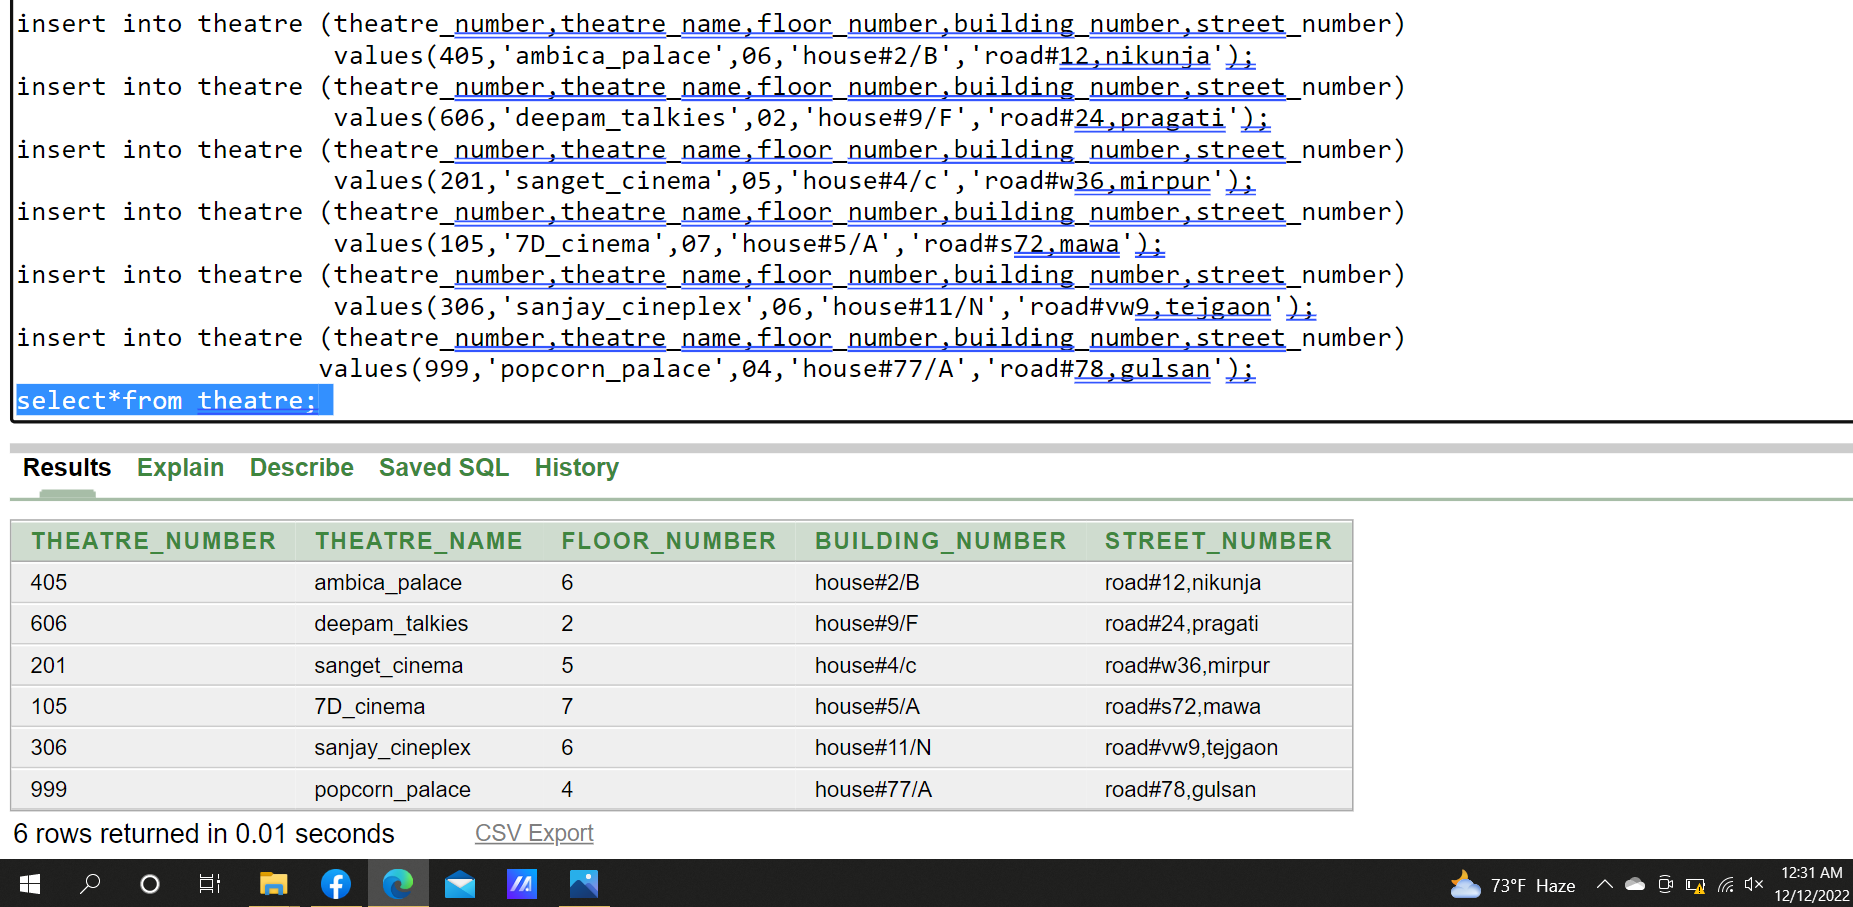 insert into theatre (theatre_number,theatre_name,floor_number,building_number,street_number)
values(405,'ambica_palace',06,'house#2/B','road#12,nikunja');
insert into theatre (theatre_number,theatre_name,floor_number,building_number,street_number)
values(606,'deepam_talkies',02,'house#9/F','road#24,pragati');
insert into theatre (theatre_number,theatre_name,floor_number,building_number,street_number)
values(201,'sanget_cinema',05,'house#4/c','road#w36,mirpur');
insert into theatre (theatre_number,theatre_name,floor_number,building_number,street_number)
values(105,'7D_cinema',07,'house#5/A','road#s72,mawa');
insert into theatre (theatre_number,theatre_name,floor_number,building_number,street_number)
values(306,'sanjay_cineplex',06,'house#11/N','road#vw9,tejgaon');
insert into theatre (theatre_number,theatre_name,floor_number,building_number,street_number)
values(999,'popcorn_palace',04,'house#77/A','road#78,gulsan');
select*from theatre;
Results Explain Describe Saved SQL History
THEATRE_NUMBER THEATRE_NAME FLOOR_NUMBER BUILDING_NUMBER STREET_NUMBER
405 ambica_palace 6 house#2/B road#12,nikunja
606 deepam_talkies 2 house#9/F road#24,pragati
201 sanget_cinema 5 house#4/c road#w36,mirpur
105 7D_cinema 7 house#5/A road#s72,mawa
306 sanjay_cineplex 6 house#11/N road#vw9,tejgaon
999 popcorn_palace 4 house#77/A road#78,gulsan
6 rows returned in 0.01 seconds CSV Export
73°F Haze 12:31 AM
12/12/2022